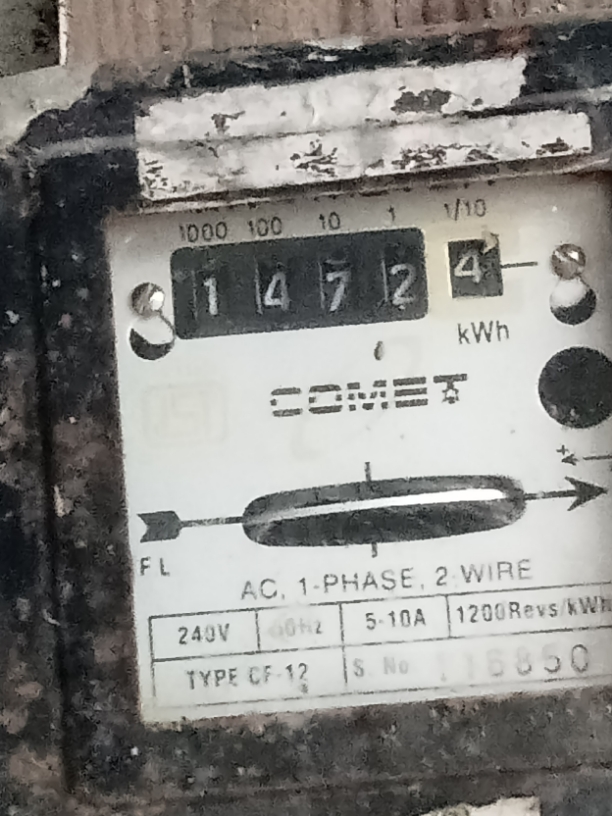 1000 100 10 1 1/10
1 4 7 2 4
kWh
COMET
+
FL
AC, 1-PHASE, 2-WIRE
240V 5-10A 1200Revs/kWh
TYPE CF-12 S. No 116850